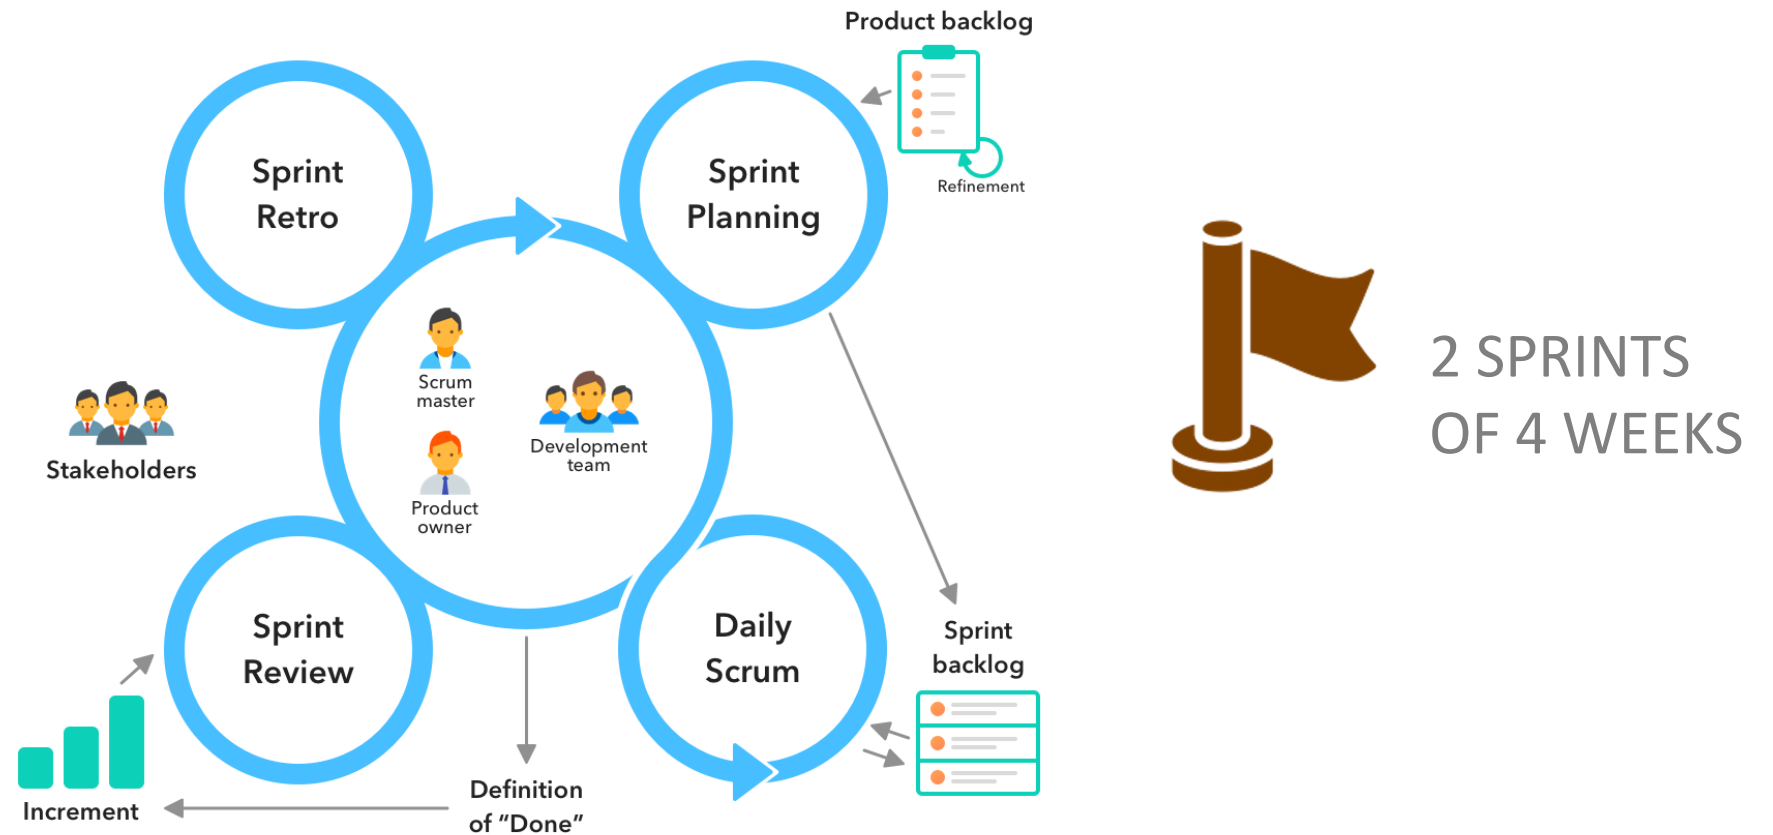 Product backlog
Refinement
Sprint
Retro
Sprint
Planning
Scrum
master
Development
team
Product
owner
Stakeholders
2 SPRINTS
OF 4 WEEKS
Sprint
Review
Daily
Scrum
Sprint
backlog
Increment
Definition
of “Done”